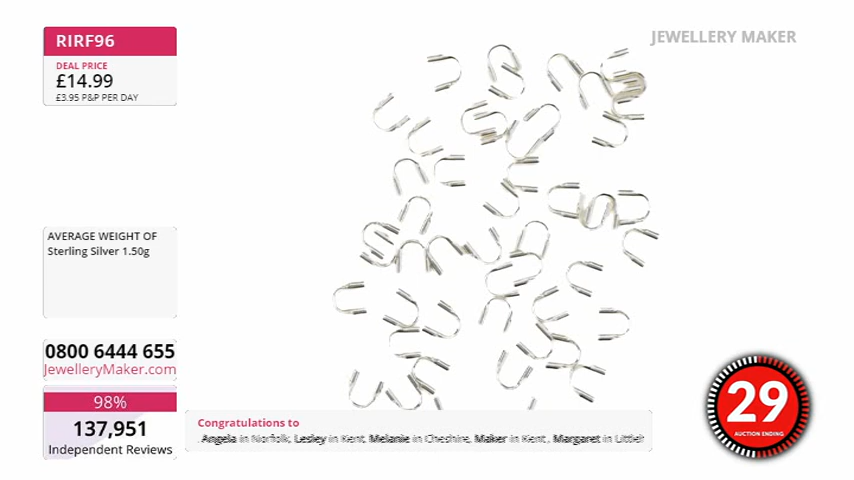 RIRF96
DEAL PRICE
£14.99
£3.95 P&P PER DAY
JEWELLERY MAKER
AVERAGE WEIGHT OF
Sterling Silver 1.50g
0800 6444 655
JewelleryMaker.com
98%
137,951
Independent Reviews
Congratulations to
Angela in Norfolk, Lesley in Kent, Melanie in Cheshire, Maker in Kent , Margaret in
29
AUCTION ENDING